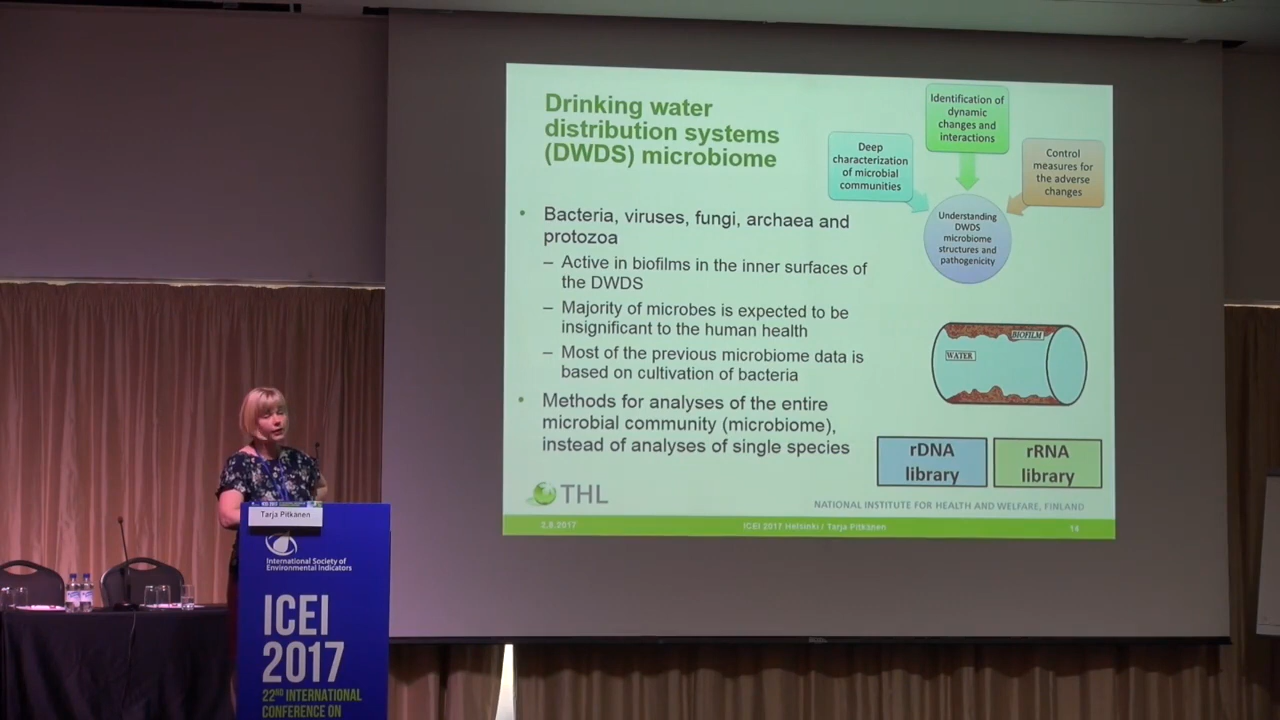 Drinking water
distribution systems
(DWDS) microbiome
• Bacteria, viruses, fungi, archaea and
protozoa
– Active in biofilms in the inner surfaces of
the DWDS
– Majority of microbes is expected to be
insignificant to the human health
– Most of the previous microbiome data is
based on cultivation of bacteria
• Methods for analyses of the entire
microbial community (microbiome),
instead of analyses of single species
Deep
characterization
of microbial
communities
Identification of
dynamic
changes and
interactions
Control
measures for
the adverse
changes
Understanding
DWDS
microbiome
structures and
pathogenicity
BIOFILM
WATER
rDNA
library
rRNA
library
THL
NATIONAL INSTITUTE FOR HEALTH AND WELFARE, FINLAND
2.8.2017
ICEI 2017 Helsinki / Tarja Pitkänen
Tarja Pitkänen
International Society of
Environmental Indicators
ICEI
2017
22ND INTERNATIONAL
CONFERENCE ON